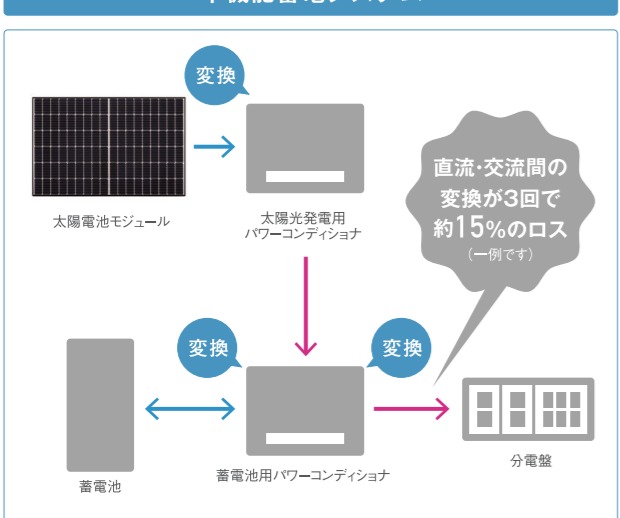 変換
太陽電池モジュール
太陽光発電用
パワーコンディショナ
直流・交流間の
変換が3回で
約15%のロス
(一例です)
変換
変換
蓄電池
蓄電池用パワーコンディショナ
分電盤